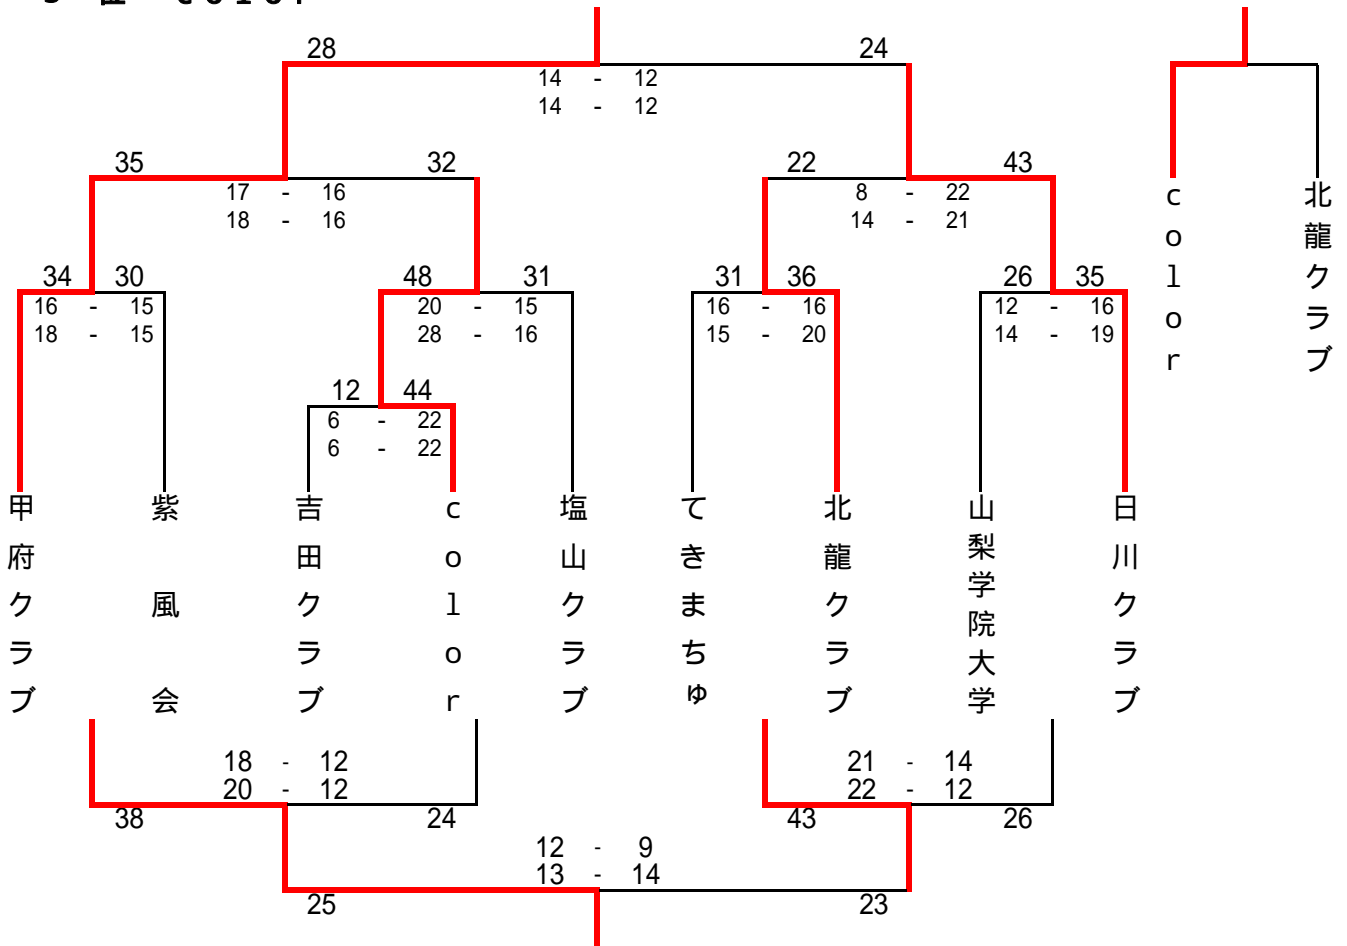 3 位 color
28 24
14 - 12
14 - 12
35 32 22 43
17 - 16 8 - 22
18 - 16 14 - 21
34 30 48 31 31 36 26 35
16 - 15 20 - 15 16 - 16 12 - 16
18 - 15 28 - 16 15 - 20 14 - 19
12 44
6 - 22
6 - 22
甲府クラブ
紫風会
吉田クラブ
color
塩山クラブ
てきまちゅ
北龍クラブ
山梨学院大学
日川クラブ
color
北龍クラブ
18 - 12 21 - 14
20 - 12 22 - 12
38 24 43 26
12 - 9
13 - 14
25 23